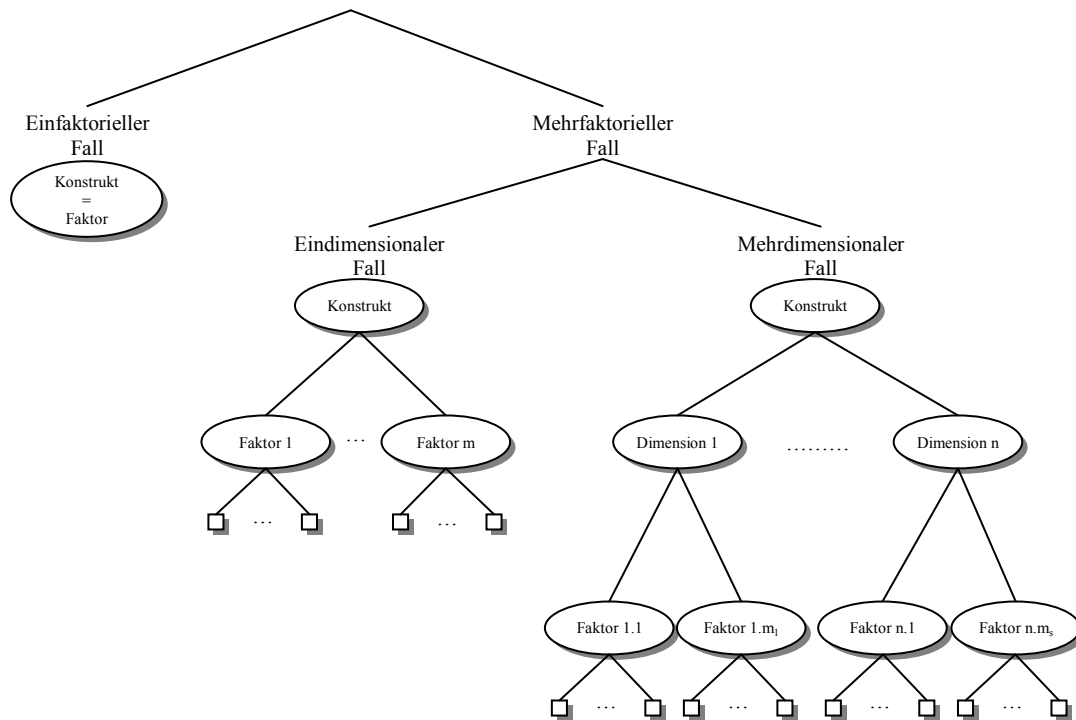 Einfaktorieller
Fall
Mehrfaktorieller
Fall
Konstrukt
=
Faktor
Eindimensionaler
Fall
Mehrdimensionaler
Fall
Konstrukt
Konstrukt
Faktor 1
...
Faktor m
Dimension 1
.........
Dimension n
... ...
Faktor 1.1
Faktor 1.m₁
Faktor n.1
Faktor n.mₛ
... ... ... ...